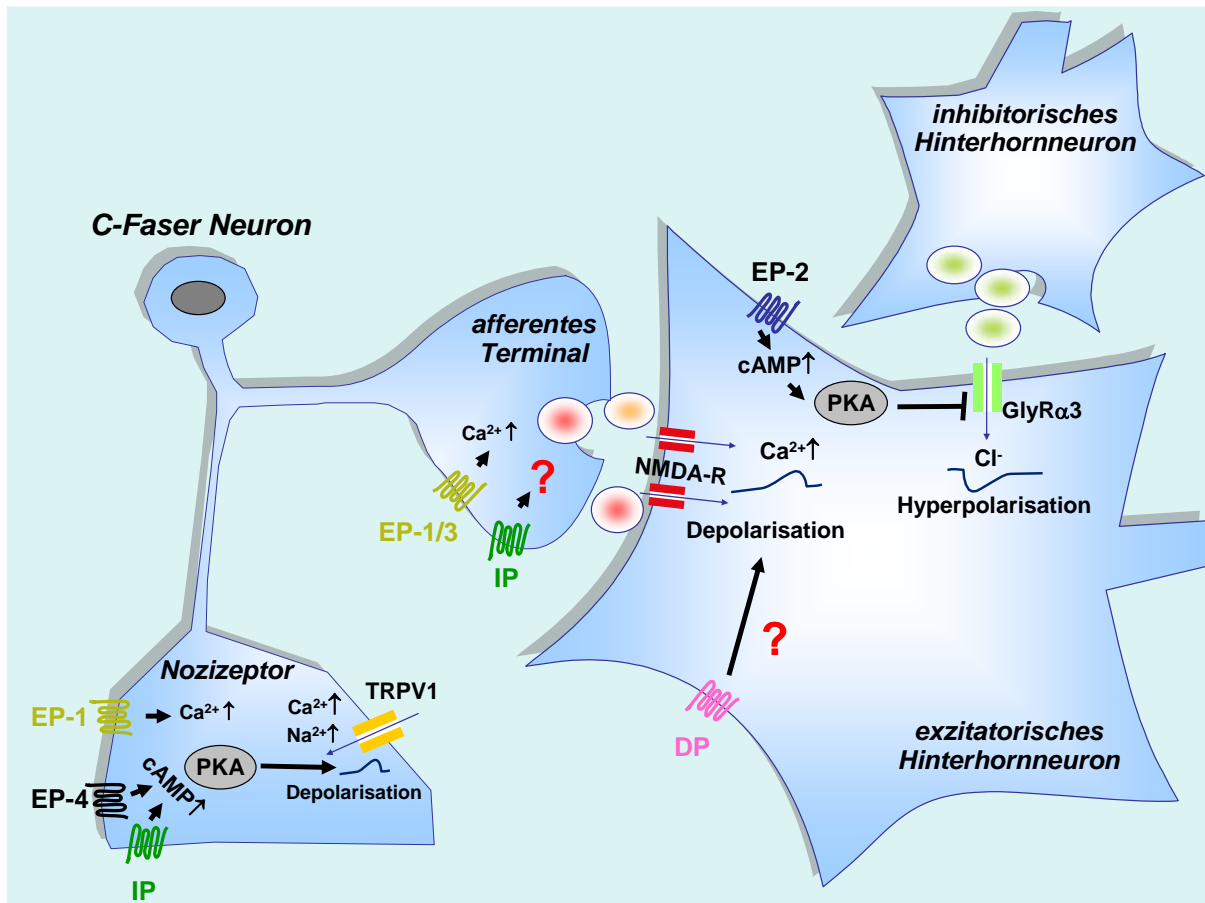 inhibitorisches
Hinterhornneuron
C-Faser Neuron
EP-2
afferentes
Terminal
cAMP↑
PKA
GlyRα3
Ca²⁺↑
?
NMDA-R
Ca²⁺↑
Cl⁻
EP-1/3
Hyperpolarisation
Depolarisation
IP
?
Nozizeptor
TRPV1
EP-1
Ca²⁺↑
Ca²⁺↑
Na²⁺↑
DP
exzitatorisches
Hinterhornneuron
EP-4
cAMP↑
PKA
Depolarisation
IP